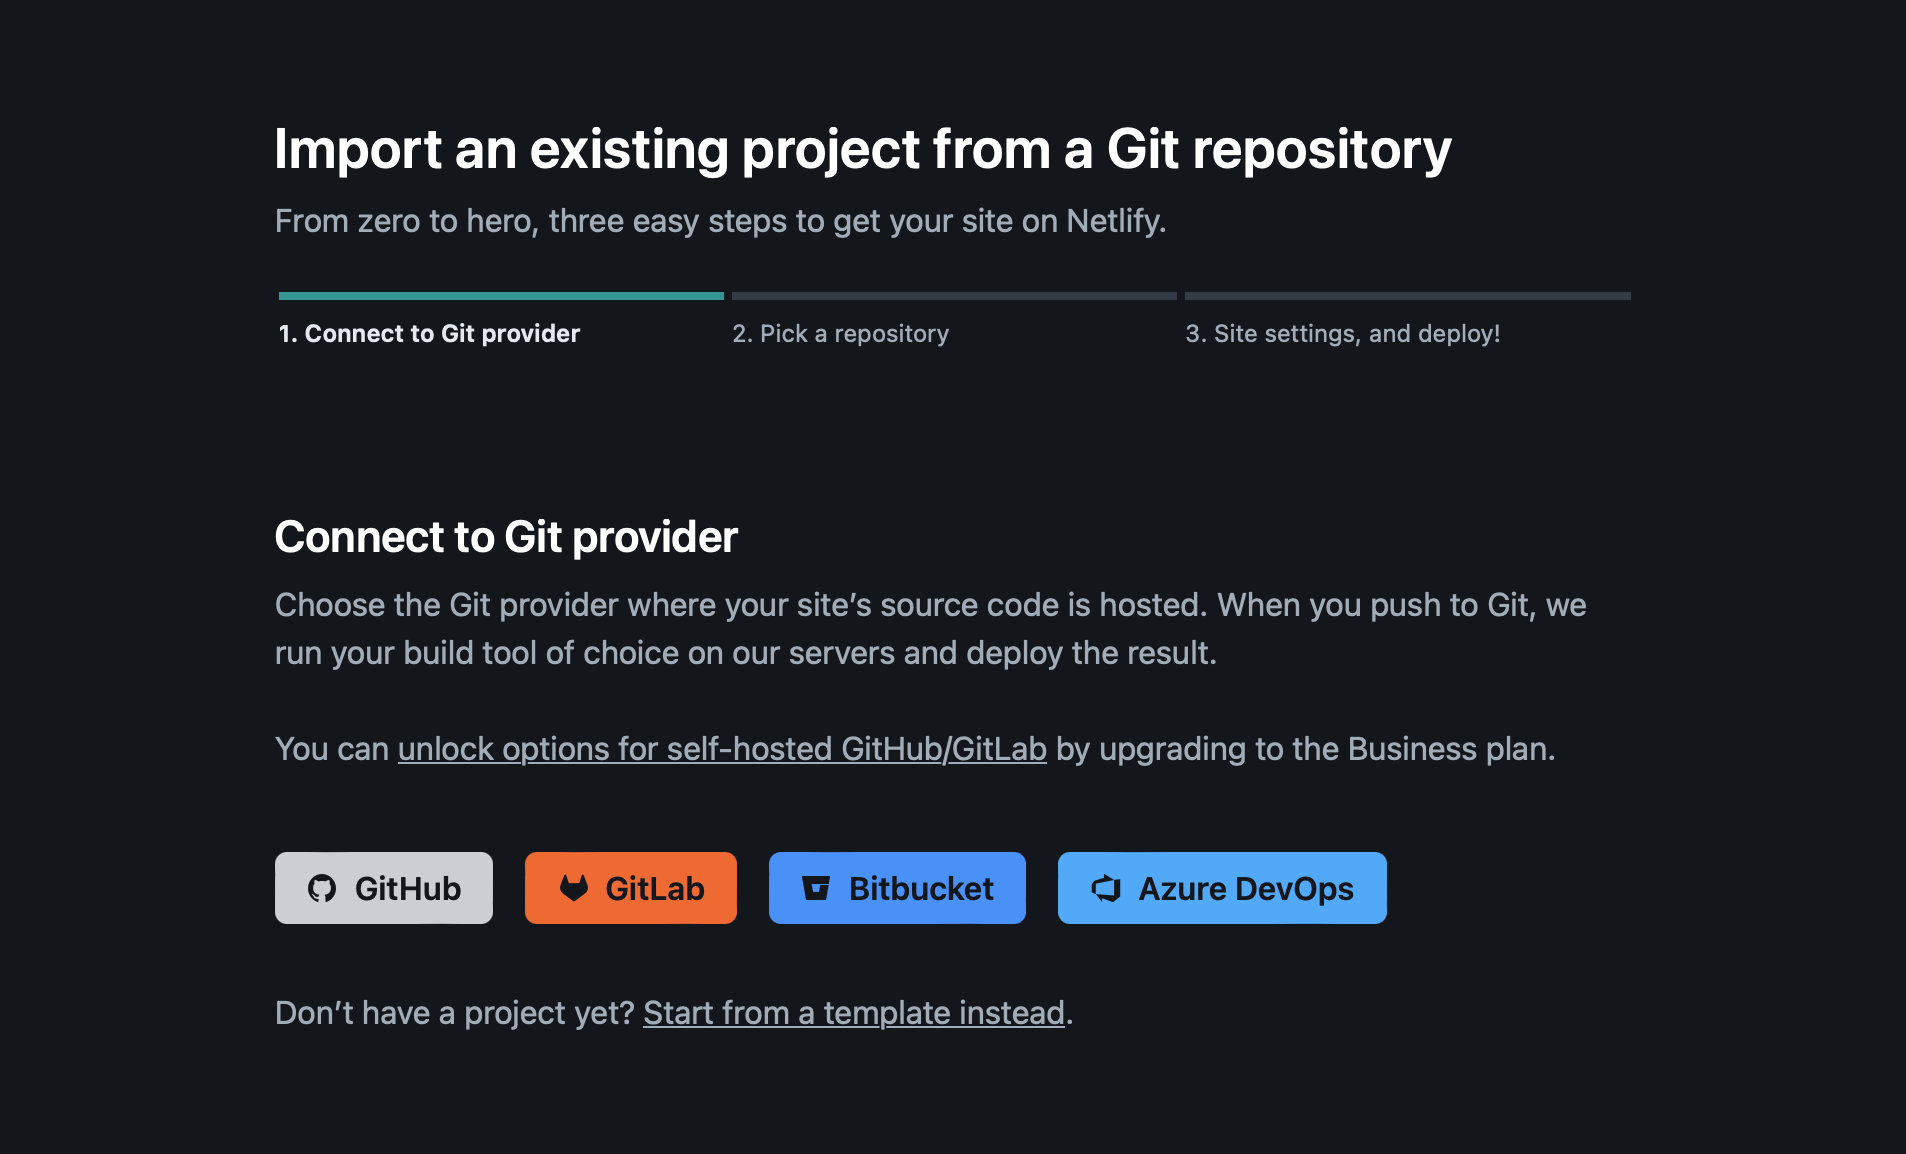 Import an existing project from a Git repository
From zero to hero, three easy steps to get your site on Netlify.
1. Connect to Git provider
2. Pick a repository
3. Site settings, and deploy!
Connect to Git provider
Choose the Git provider where your site’s source code is hosted. When you push to Git, we
run your build tool of choice on our servers and deploy the result.
You can unlock options for self-hosted GitHub/GitLab by upgrading to the Business plan.
GitHub
GitLab
Bitbucket
Azure DevOps
Don’t have a project yet? Start from a template instead.